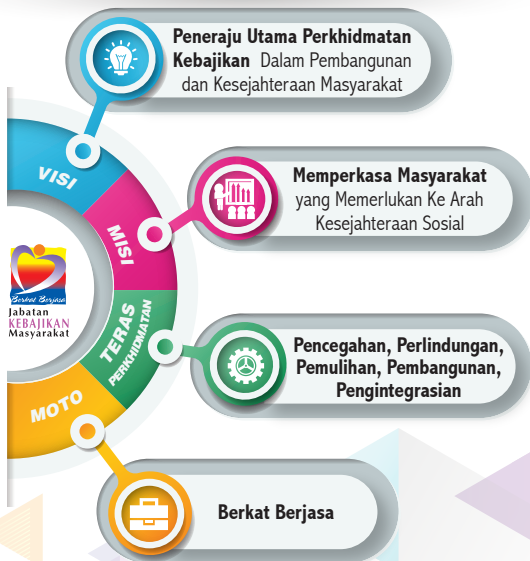 Peneraju Utama Perkhidmatan
Kebajikan Dalam Pembangunan
dan Kesejahteraan Masyarakat
VISI
Memperkasa Masyarakat
yang Memerlukan Ke Arah
Kesejahteraan Sosial
MISI
Berkat Berjasa
Jabatan
KEBAJIKAN
Masyarakat
TERAS
PERKHIDMATAN
Pencegahan, Perlindungan,
Pemulihan, Pembangunan,
Pengintegrasian
MOTO
Berkat Berjasa